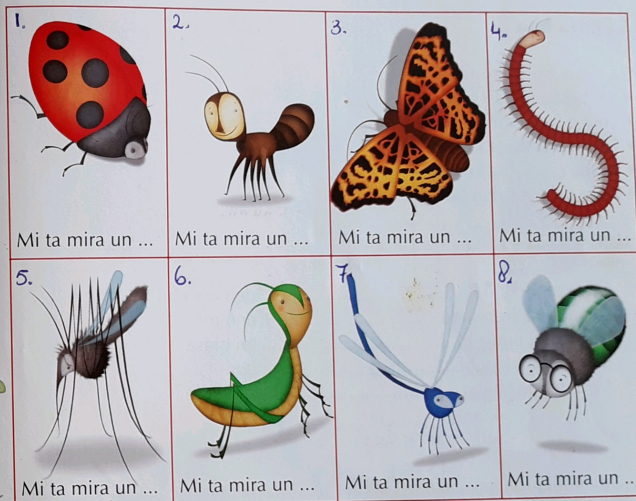 1.
2.
3.
4.
Mi ta mira un ...
Mi ta mira un ...
Mi ta mira un ...
Mi ta mira un ...
5.
6.
7.
8.
Mi ta mira un ...
Mi ta mira un ...
Mi ta mira un ...
Mi ta mira un ..